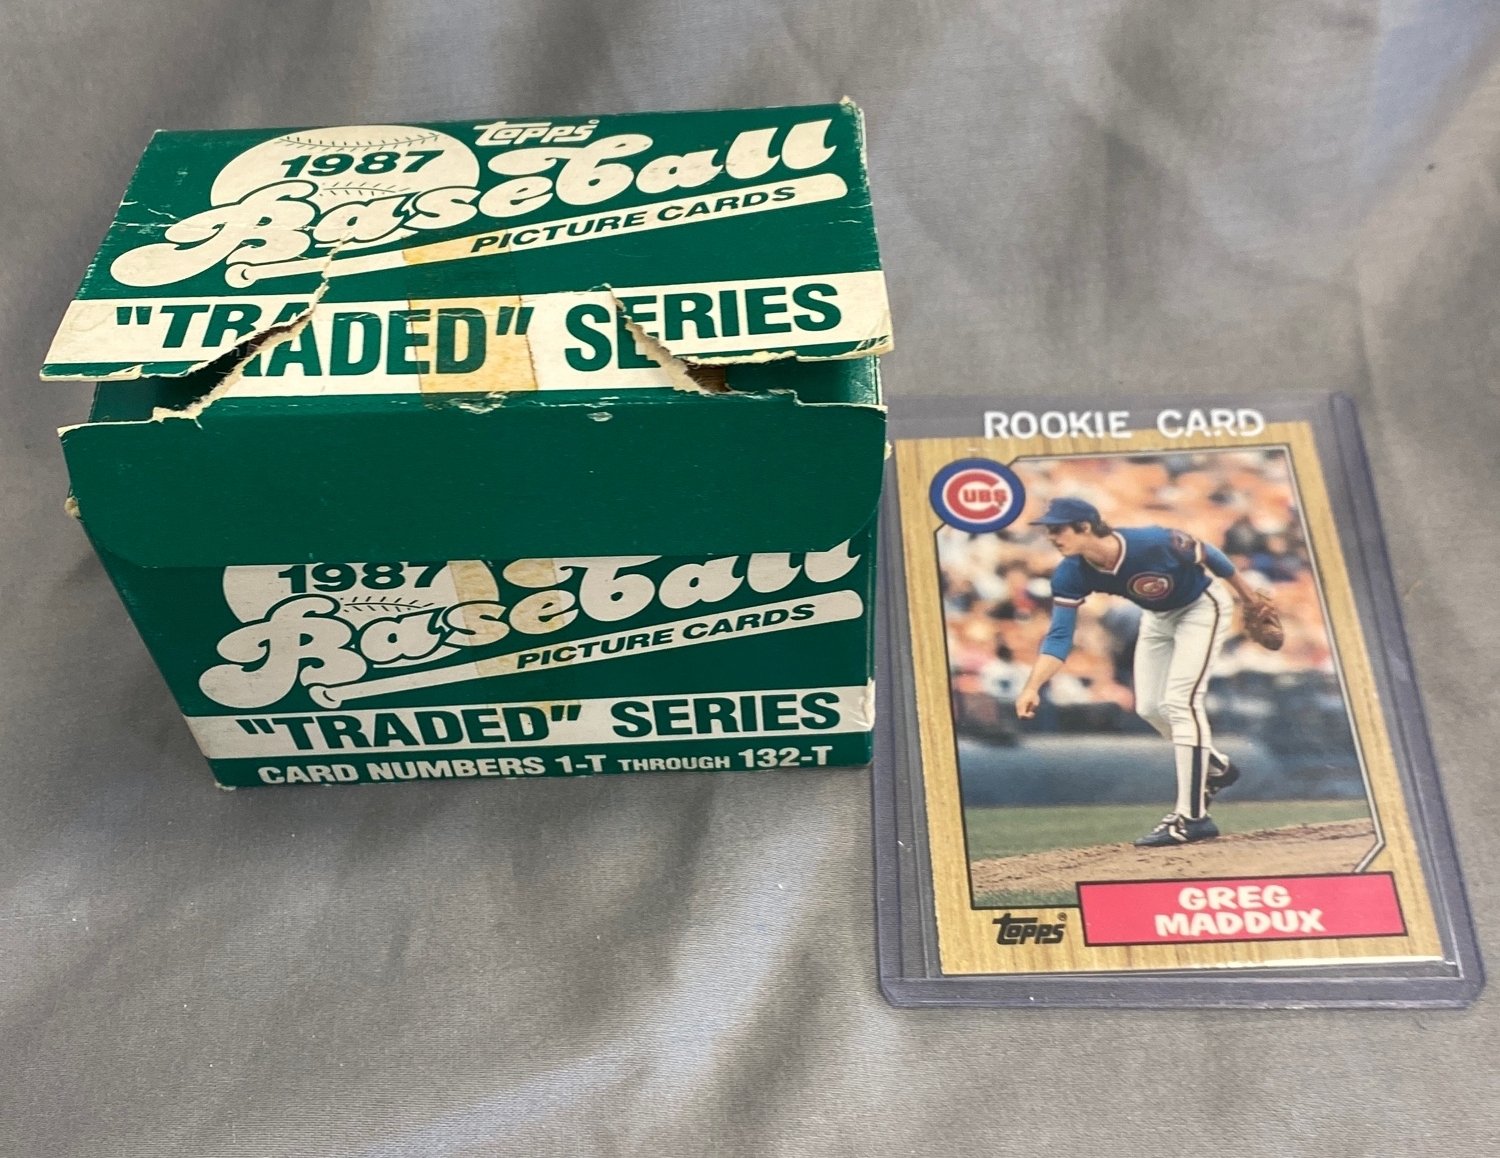 topps®
1987
Baseball
PICTURE CARDS
"TRADED" SERIES
1987
Baseball
PICTURE CARDS
"TRADED" SERIES
CARD NUMBERS 1-T THROUGH 132-T
ROOKIE CARD
CUBS
topps®
GREG
MADDUX